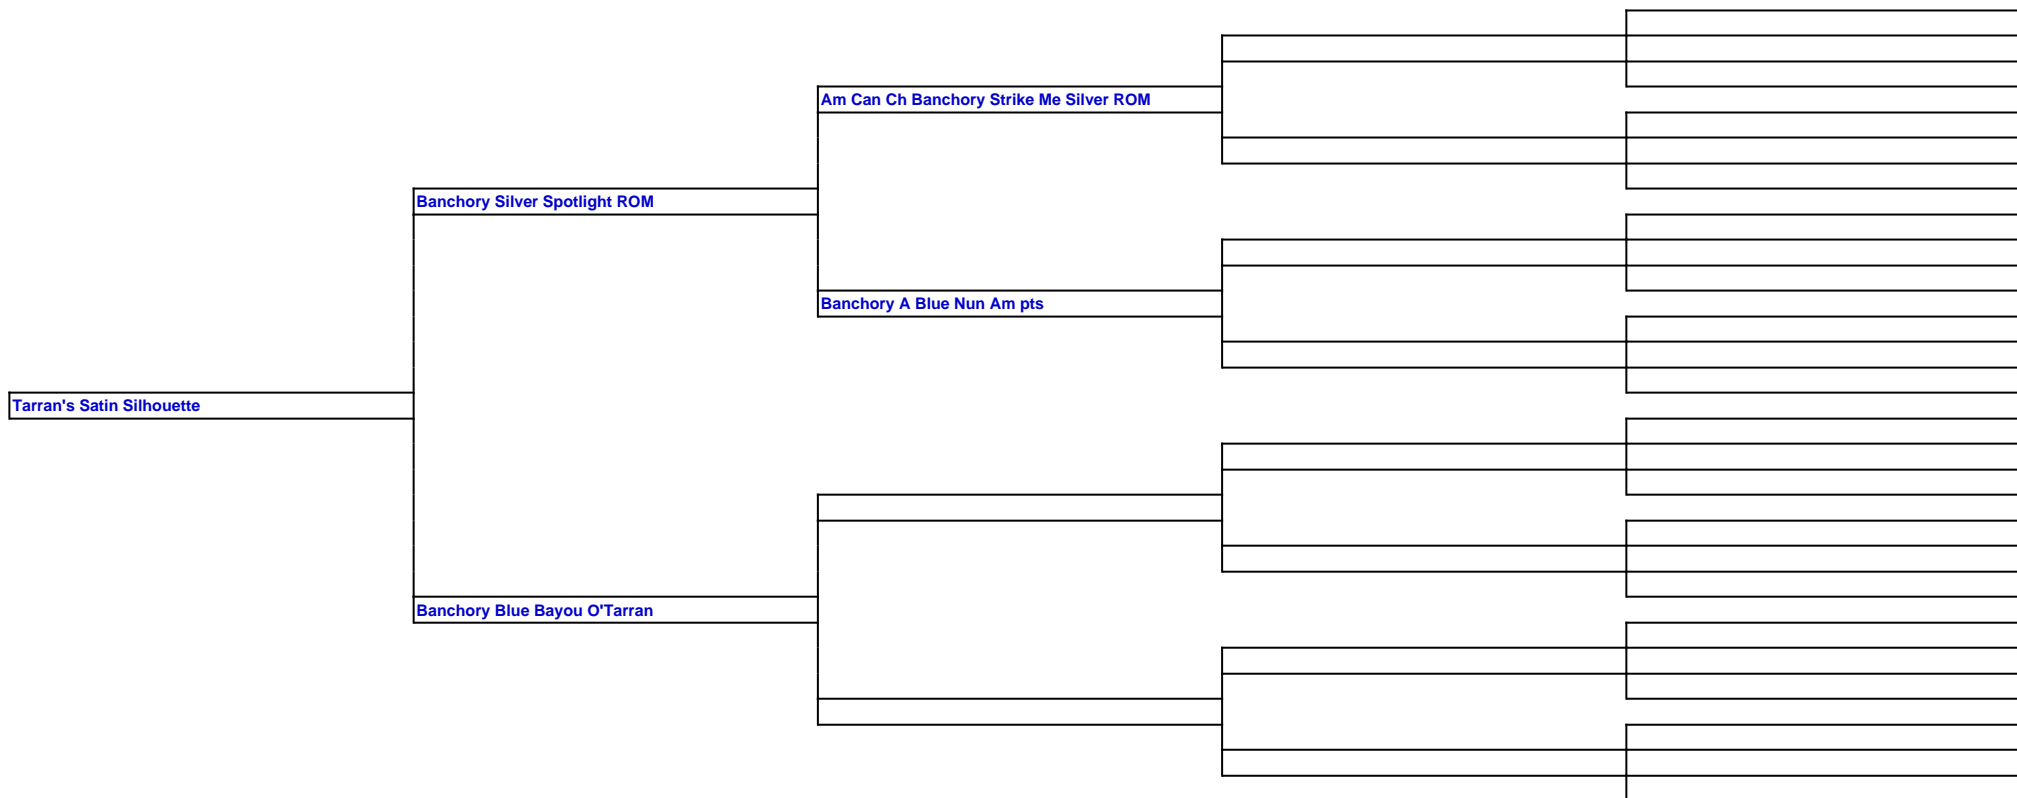 Am Can Ch Banchory Strike Me Silver ROM
Banchory Silver Spotlight ROM
Banchory A Blue Nun Am pts
Tarran's Satin Silhouette
Banchory Blue Bayou O'Tarran